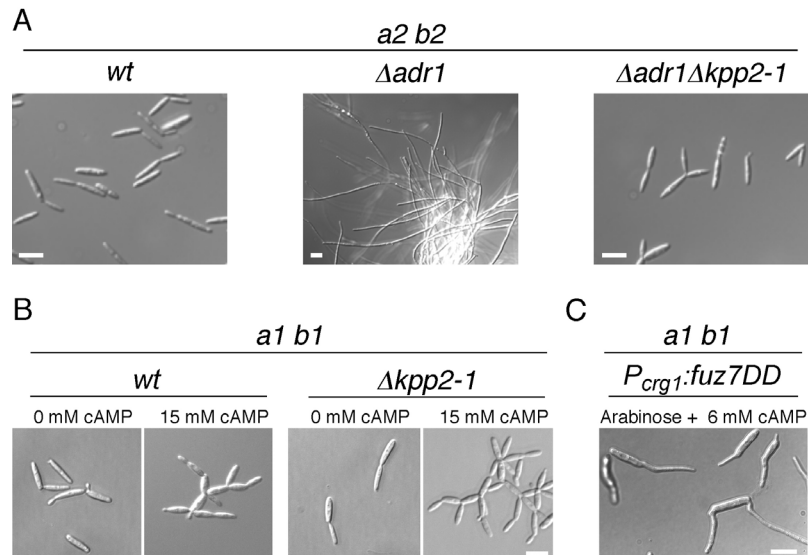 A
a2 b2
wt
Δadr1
Δadr1Δkpp2-1
B
C
a1 b1
a1 b1
wt
Δkpp2-1
Pcrg1:fuz7DD
0 mM cAMP
15 mM cAMP
0 mM cAMP
15 mM cAMP
Arabinose + 6 mM cAMP